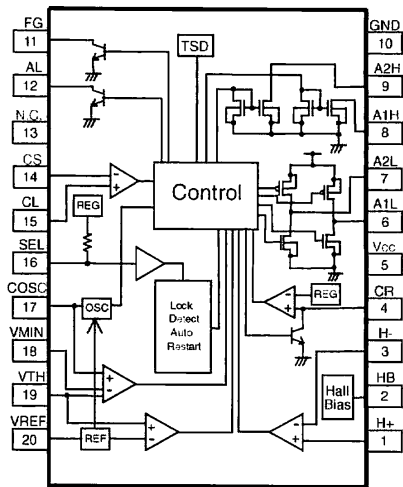 FG
11
AL
12
N.C.
13
CS
14
CL
15
SEL
16
COSC
17
VMIN
18
VTH
19
VREF
20
TSD
Control
REG
OSC
Lock
Detect
Auto
Restart
REF
REG
Hall
Bias
GND
10
A2H
9
A1H
8
A2L
7
A1L
6
Vcc
5
CR
4
H-
3
HB
2
H+
1